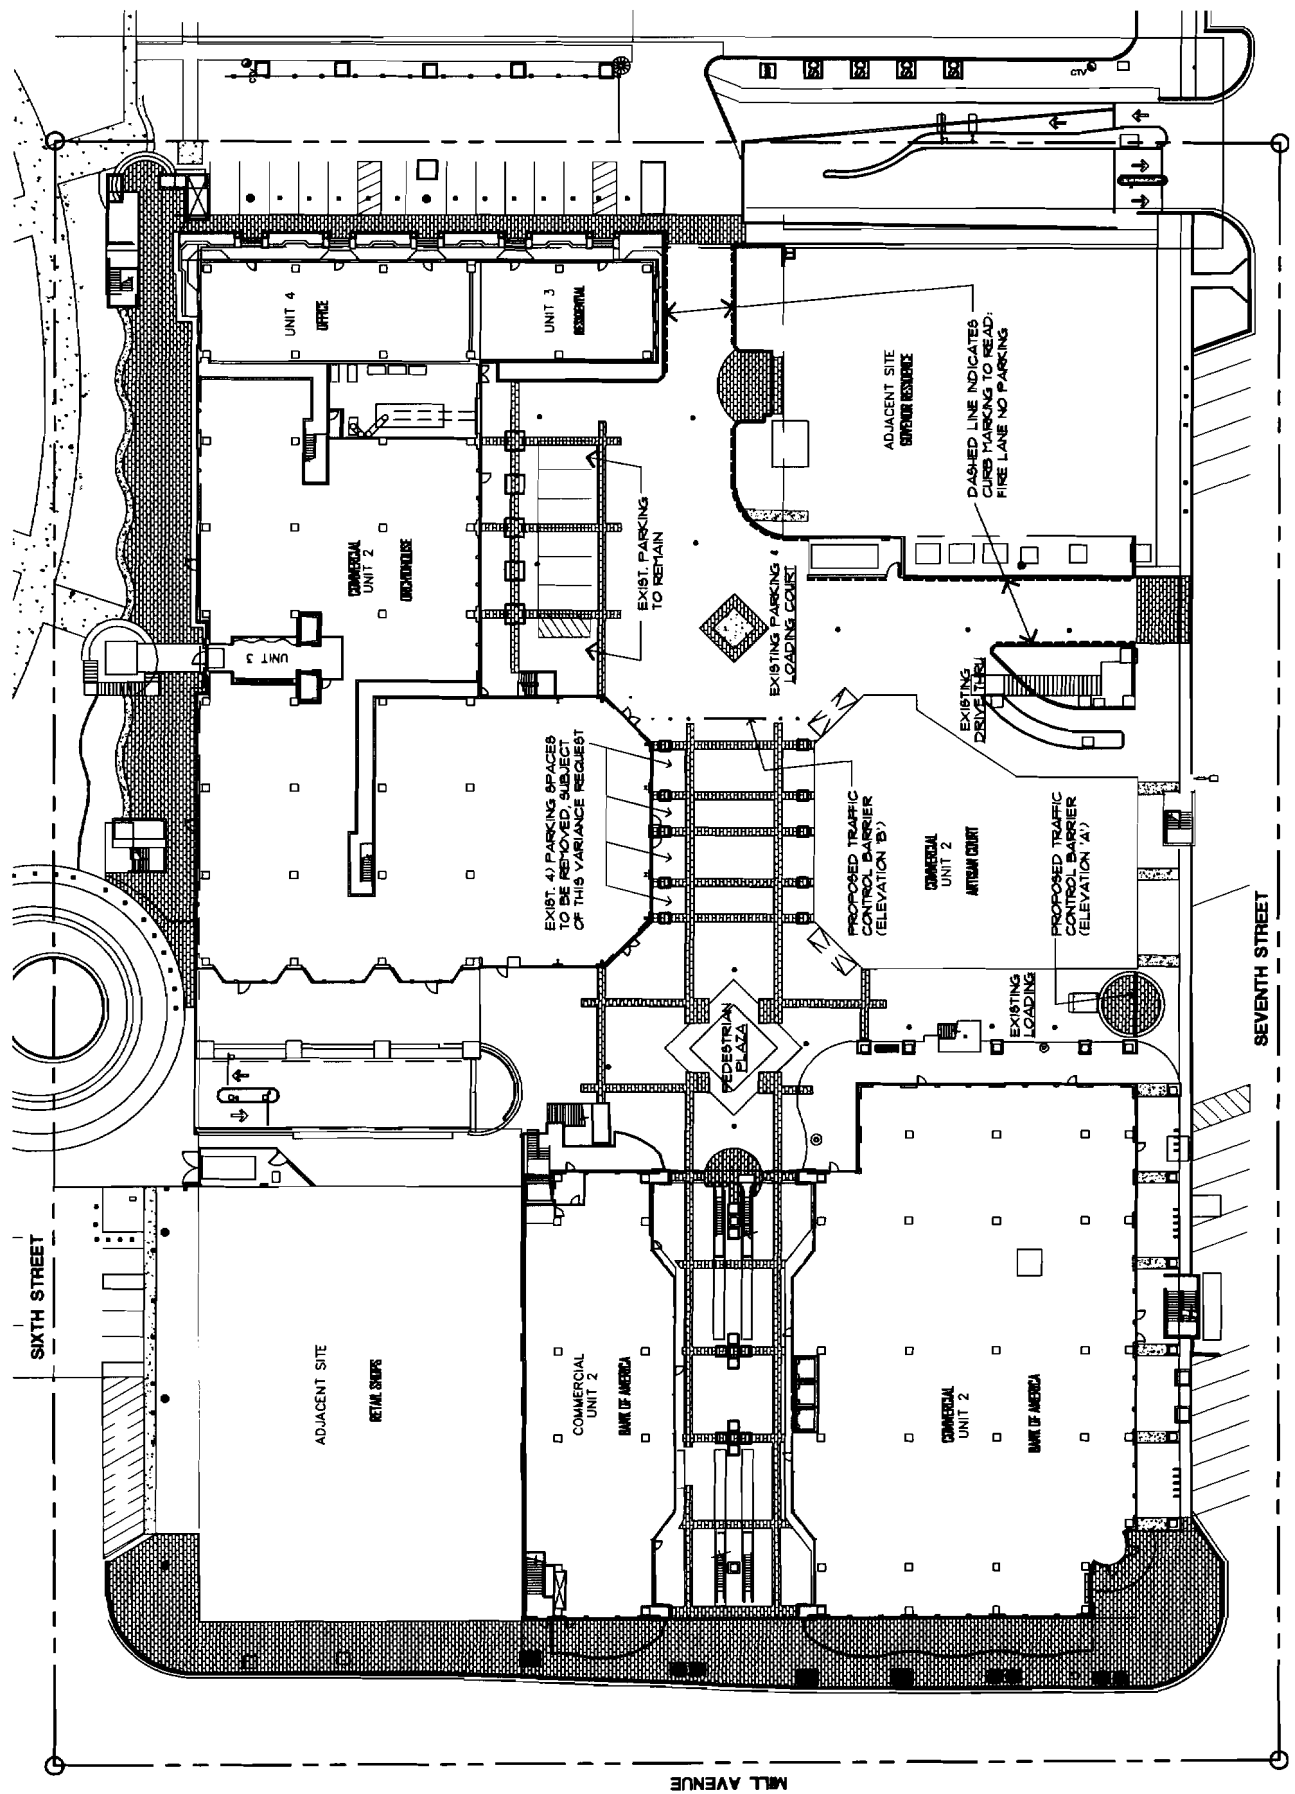 SIXTH STREET
SEVENTH STREET
MILL AVENUE
CTV
CTV
UNIT 4
OFFICE
UNIT 3
RESIDENTIAL
ADJACENT SITE
GOVENOR RESIDENCE
DASHED LINE INDICATES
CURB MARKING TO READ:
FIRE LANE NO PARKING
EXIST. PARKING
TO REMAIN
COMMERCIAL
UNIT 2
UNIT 3
EXISTING PARKING &
LOADING COURT
EXISTING
DRIVE THRU
EXIST. 4) PARKING SPACES
TO BE REMOVED, SUBJECT
OF THIS VARIANCE REQUEST
PROPOSED TRAFFIC
CONTROL BARRIER
(ELEVATION 'B')
COMMERCIAL
UNIT 2
ARTISAN COURT
PROPOSED TRAFFIC
CONTROL BARRIER
(ELEVATION 'A')
PEDESTRIAN
PLAZA
EXISTING
LOADING
ADJACENT SITE
RETAIL SHOPS
COMMERCIAL
UNIT 2
BANK OF AMERICA
COMMERCIAL
UNIT 2
BANK OF AMERICA